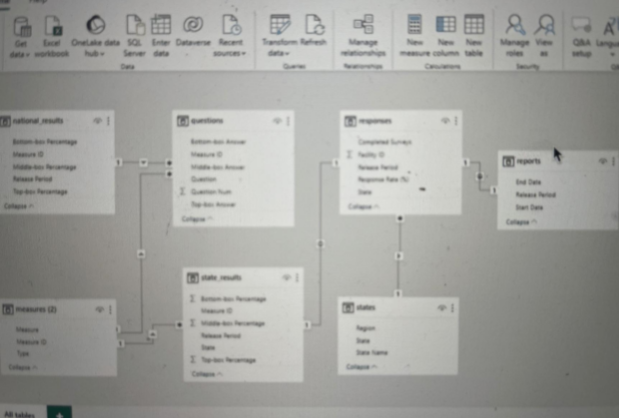 Get data
Excel workbook
OneLake data hub
SQL Server
Enter data
Dataverse
Recent sources
Transform data
Refresh
Manage relationships
New measure
New column
New table
Manage roles
View as
Q&A setup
Data
Queries
Relationships
Calculations
Security
national_results
Bottom-box Percentage
Measure ID
Middle-box Percentage
Release Period
Top-box Percentage
Collapse
questions
Bottom-box Answer
Measure ID
Middle-box Answer
Question
Question Num
Top-box Answer
Collapse
responses
Completed Surveys
Facility ID
Release Period
Response Rate (%)
State
Collapse
reports
End Date
Release Period
Start Date
Collapse
measures (2)
Measure
Measure ID
Type
Collapse
state_results
Bottom-box Percentage
Measure ID
Middle-box Percentage
Release Period
State
Top-box Percentage
Collapse
states
Region
State
State Name
Collapse
All tables